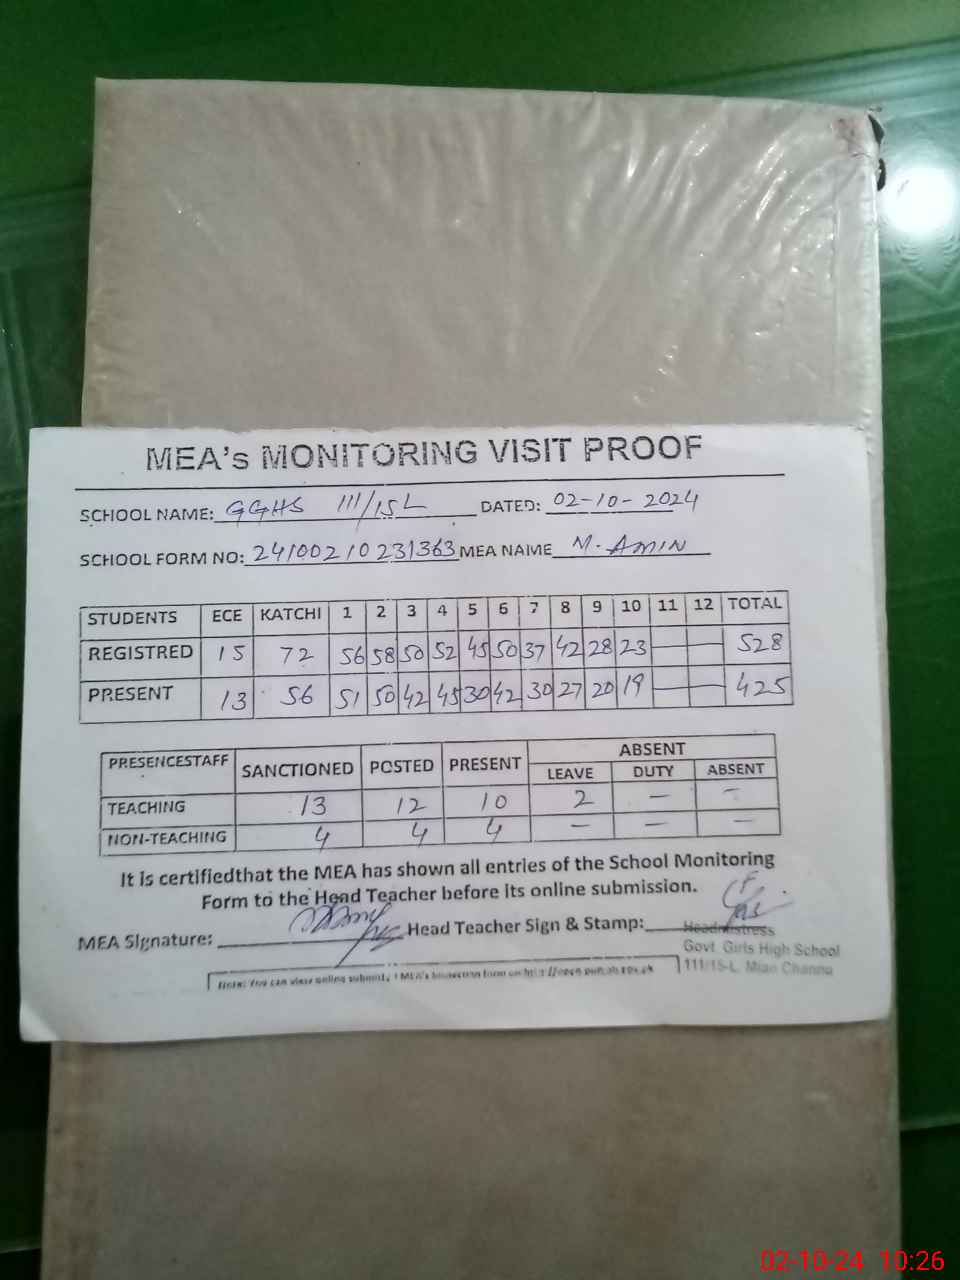 MEA's MONITORING VISIT PROOF
SCHOOL NAME: GGHS 111/15L DATED: 02-10-2024
SCHOOL FORM NO: 24100210231363 MEA NAME M. AMIN
STUDENTS ECE KATCHI 1 2 3 4 5 6 7 8 9 10 11 12 TOTAL
REGISTRED 15 72 56 58 50 52 45 50 37 42 28 23 — — 528
PRESENT 13 56 51 50 42 45 30 42 30 27 20 19 — — 425
PRESENCESTAFF SANCTIONED POSTED PRESENT ABSENT
LEAVE DUTY ABSENT
TEACHING 13 12 10 2 — —
NON-TEACHING 4 4 4 — — —
It is certifiedthat the MEA has shown all entries of the School Monitoring
Form to the Head Teacher before its online submission.
MEA Signature: Head Teacher Sign & Stamp:
Headmistress
Govt. Girls High School
111/15-L. Mian Channu
Note: You can view online
02-10-24 10:26